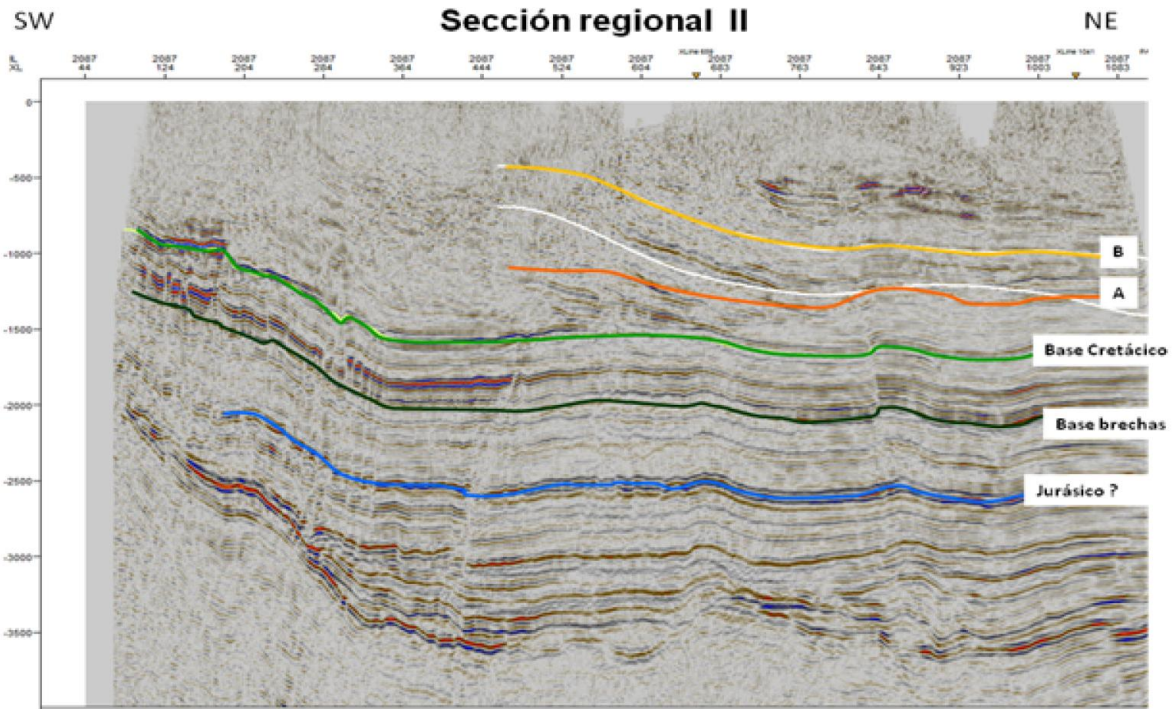 SW
Sección regional II
NE
XLine 1041
IL 2087 2087 2087 2087 2087 2087 2087 2087 2087 2087 2087 2087 2087 2087
XL 44 124 204 284 364 444 524 604 683 763 843 923 1003 1083
0
-500
-1000
B
A
-1500
Base Cretácico
-2000
Base brechas
-2500
Jurásico ?
-3000
-3500